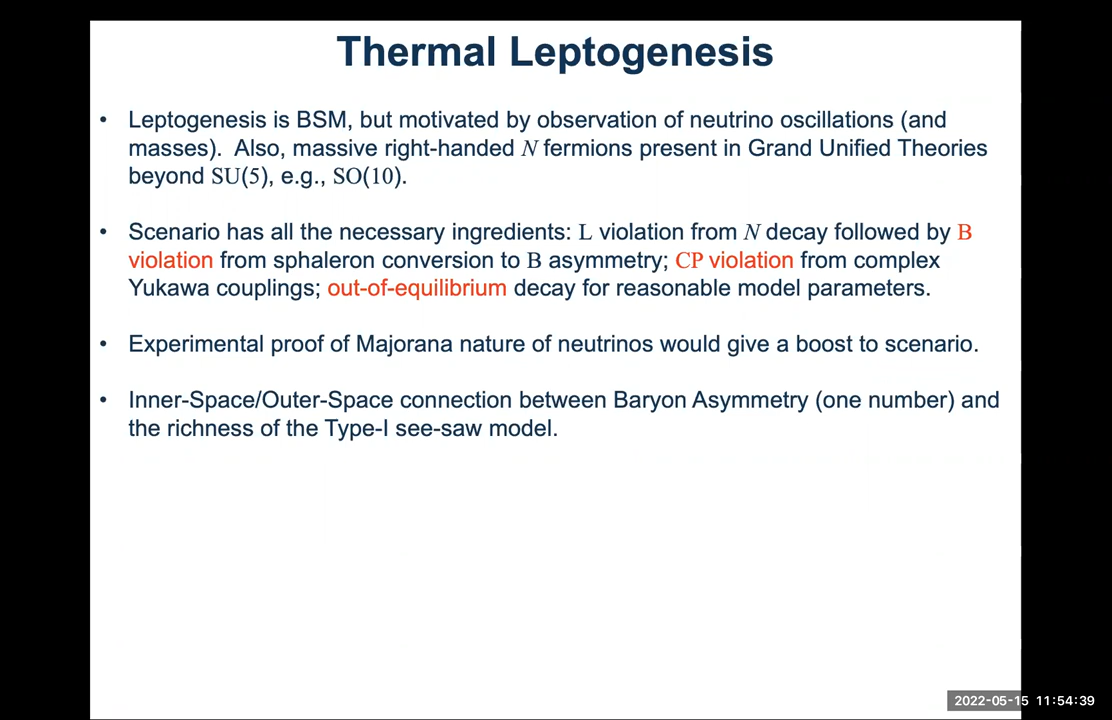 Thermal Leptogenesis
• Leptogenesis is BSM, but motivated by observation of neutrino oscillations (and
masses). Also, massive right-handed N fermions present in Grand Unified Theories
beyond SU(5), e.g., SO(10).
• Scenario has all the necessary ingredients: L violation from N decay followed by B
violation from sphaleron conversion to B asymmetry; CP violation from complex
Yukawa couplings; out-of-equilibrium decay for reasonable model parameters.
• Experimental proof of Majorana nature of neutrinos would give a boost to scenario.
• Inner-Space/Outer-Space connection between Baryon Asymmetry (one number) and
the richness of the Type-I see-saw model.
2022-05-15 11:54:39